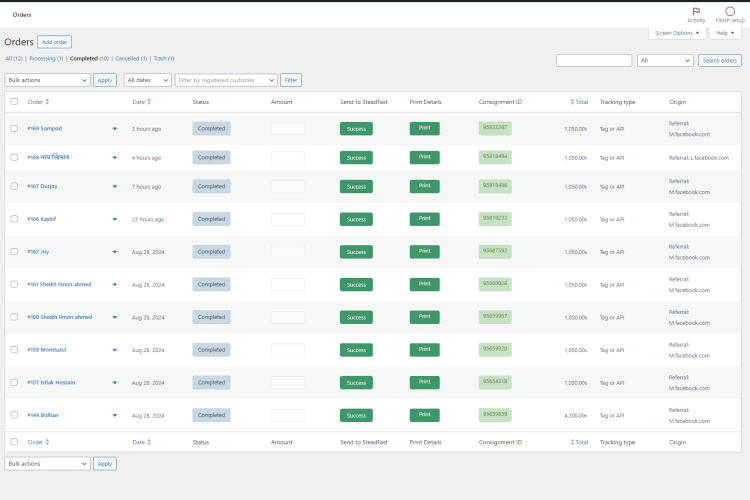 Orders
Activity
Finish setup
Screen Options ▼
Help ▼
Orders
Add order
All (12) | Processing (1) | Completed (10) | Cancelled (1) | Trash (1)
All
Search orders
Bulk actions
Apply
All dates
Filter by registered customer
Filter
Order Date Status Amount Send to SteadFast Print Details Consignment ID Total Tracking type Origin
#169 Sompod 3 hours ago Completed Success Print 1,050.00৳ Tag or API Referral: M.facebook.com
#168 4 hours ago Completed Success Print 95818494 1,050.00৳ Tag or API Referral: L.facebook.com
#167 Durjoy 7 hours ago Completed Success Print 1,050.00৳ Tag or API Referral: M.facebook.com
#166 Kashif 23 hours ago Completed Success Print 1,050.00৳ Tag or API Referral: M.facebook.com
#162 Joy Aug 28, 2024 Completed Success Print 95687592 1,050.00৳ Tag or API Referral: M.facebook.com
#161 Sheikh limon ahmed Aug 28, 2024 Completed Success Print 1,050.00৳ Tag or API Referral: M.facebook.com
#160 Sheikh limon ahmed Aug 28, 2024 Completed Success Print 95659967 1,050.00৳ Tag or API Referral: M.facebook.com
#159 Momtazul Aug 28, 2024 Completed Success Print 95659920 1,050.00৳ Tag or API Referral: M.facebook.com
#157 Istiak Hossain Aug 28, 2024 Completed Success Print 95654219 1,050.00৳ Tag or API Referral: M.facebook.com
#144 Bidhan Aug 28, 2024 Completed Success Print 95659859 4,200.00৳ Tag or API Referral: M.facebook.com
Order Date Status Amount Send to SteadFast Print Details Consignment ID Total Tracking type Origin
Bulk actions
Apply